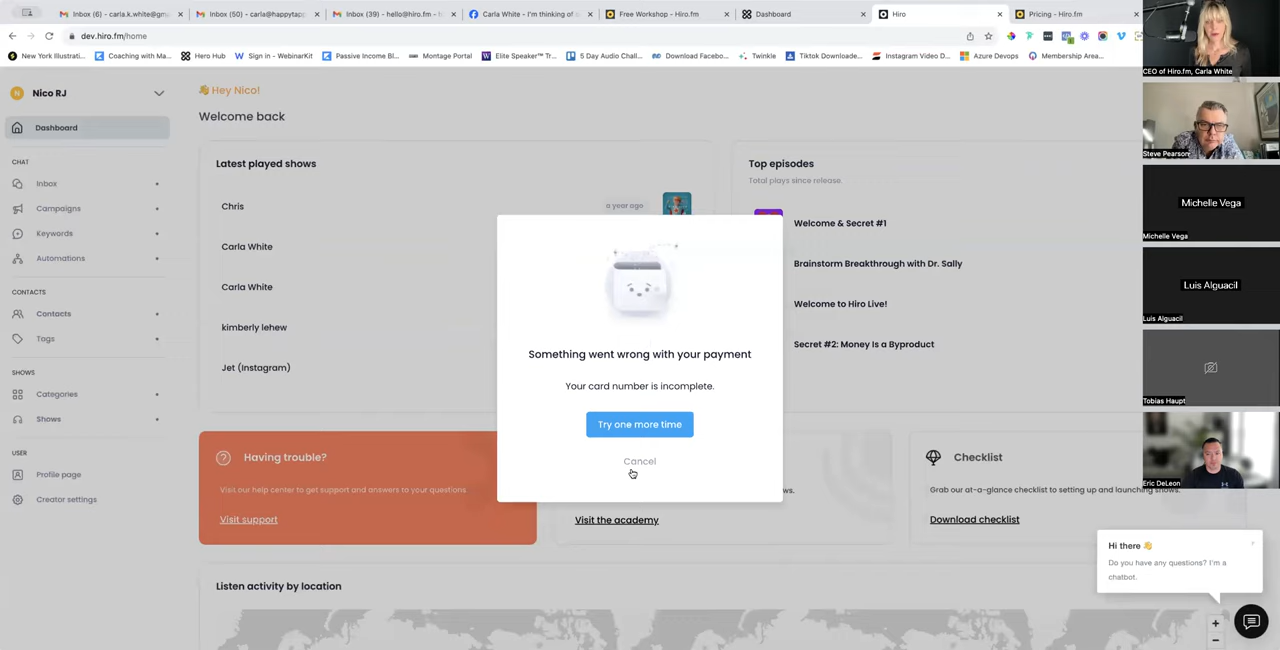 Inbox (6) - carla.k.white@gma
Inbox (50) - carla@happytapp
Inbox (39) - hello@hiro.fm - H
Carla White - I'm thinking of s
Free Workshop - Hiro.fm
Dashboard
Hiro
Pricing - Hiro.fm
dev.hiro.fm/home
New York Illustrati...
Coaching with Ma...
Hero Hub
Sign in - WebinarKit
Passive Income Bl...
Montage Portal
Elite Speaker™ Tr...
5 Day Audio Chall...
Download Facebo...
Twinkle
Tiktok Downloade...
Instagram Video D...
Azure Devops
Membership Area...
Nico RJ
Dashboard
CHAT
Inbox
Campaigns
Keywords
Automations
CONTACTS
Contacts
Tags
SHOWS
Categories
Shows
USER
Profile page
Creator settings
👋 Hey Nico!
Welcome back
Latest played shows
Chris
a year ago
Carla White
Carla White
kimberly lehew
Jet (Instagram)
Top episodes
Total plays since release.
Welcome & Secret #1
Brainstorm Breakthrough with Dr. Sally
Welcome to Hiro Live!
Secret #2: Money Is a Byproduct
Something went wrong with your payment
Your card number is incomplete.
Try one more time
Cancel
Having trouble?
Visit our help center to get support and answers to your questions.
Visit support
Visit the academy
Checklist
Grab our at-a-glance checklist to setting up and launching shows.
Download checklist
Listen activity by location
Hi there 👋
Do you have any questions? I'm a
chatbot.
+
−
CEO of Hiro.fm, Carla White
Steve Pearson
Michelle Vega
Michelle Vega
Luis Alguacil
Luis Alguacil
Tobias Haupt
Eric DeLeon